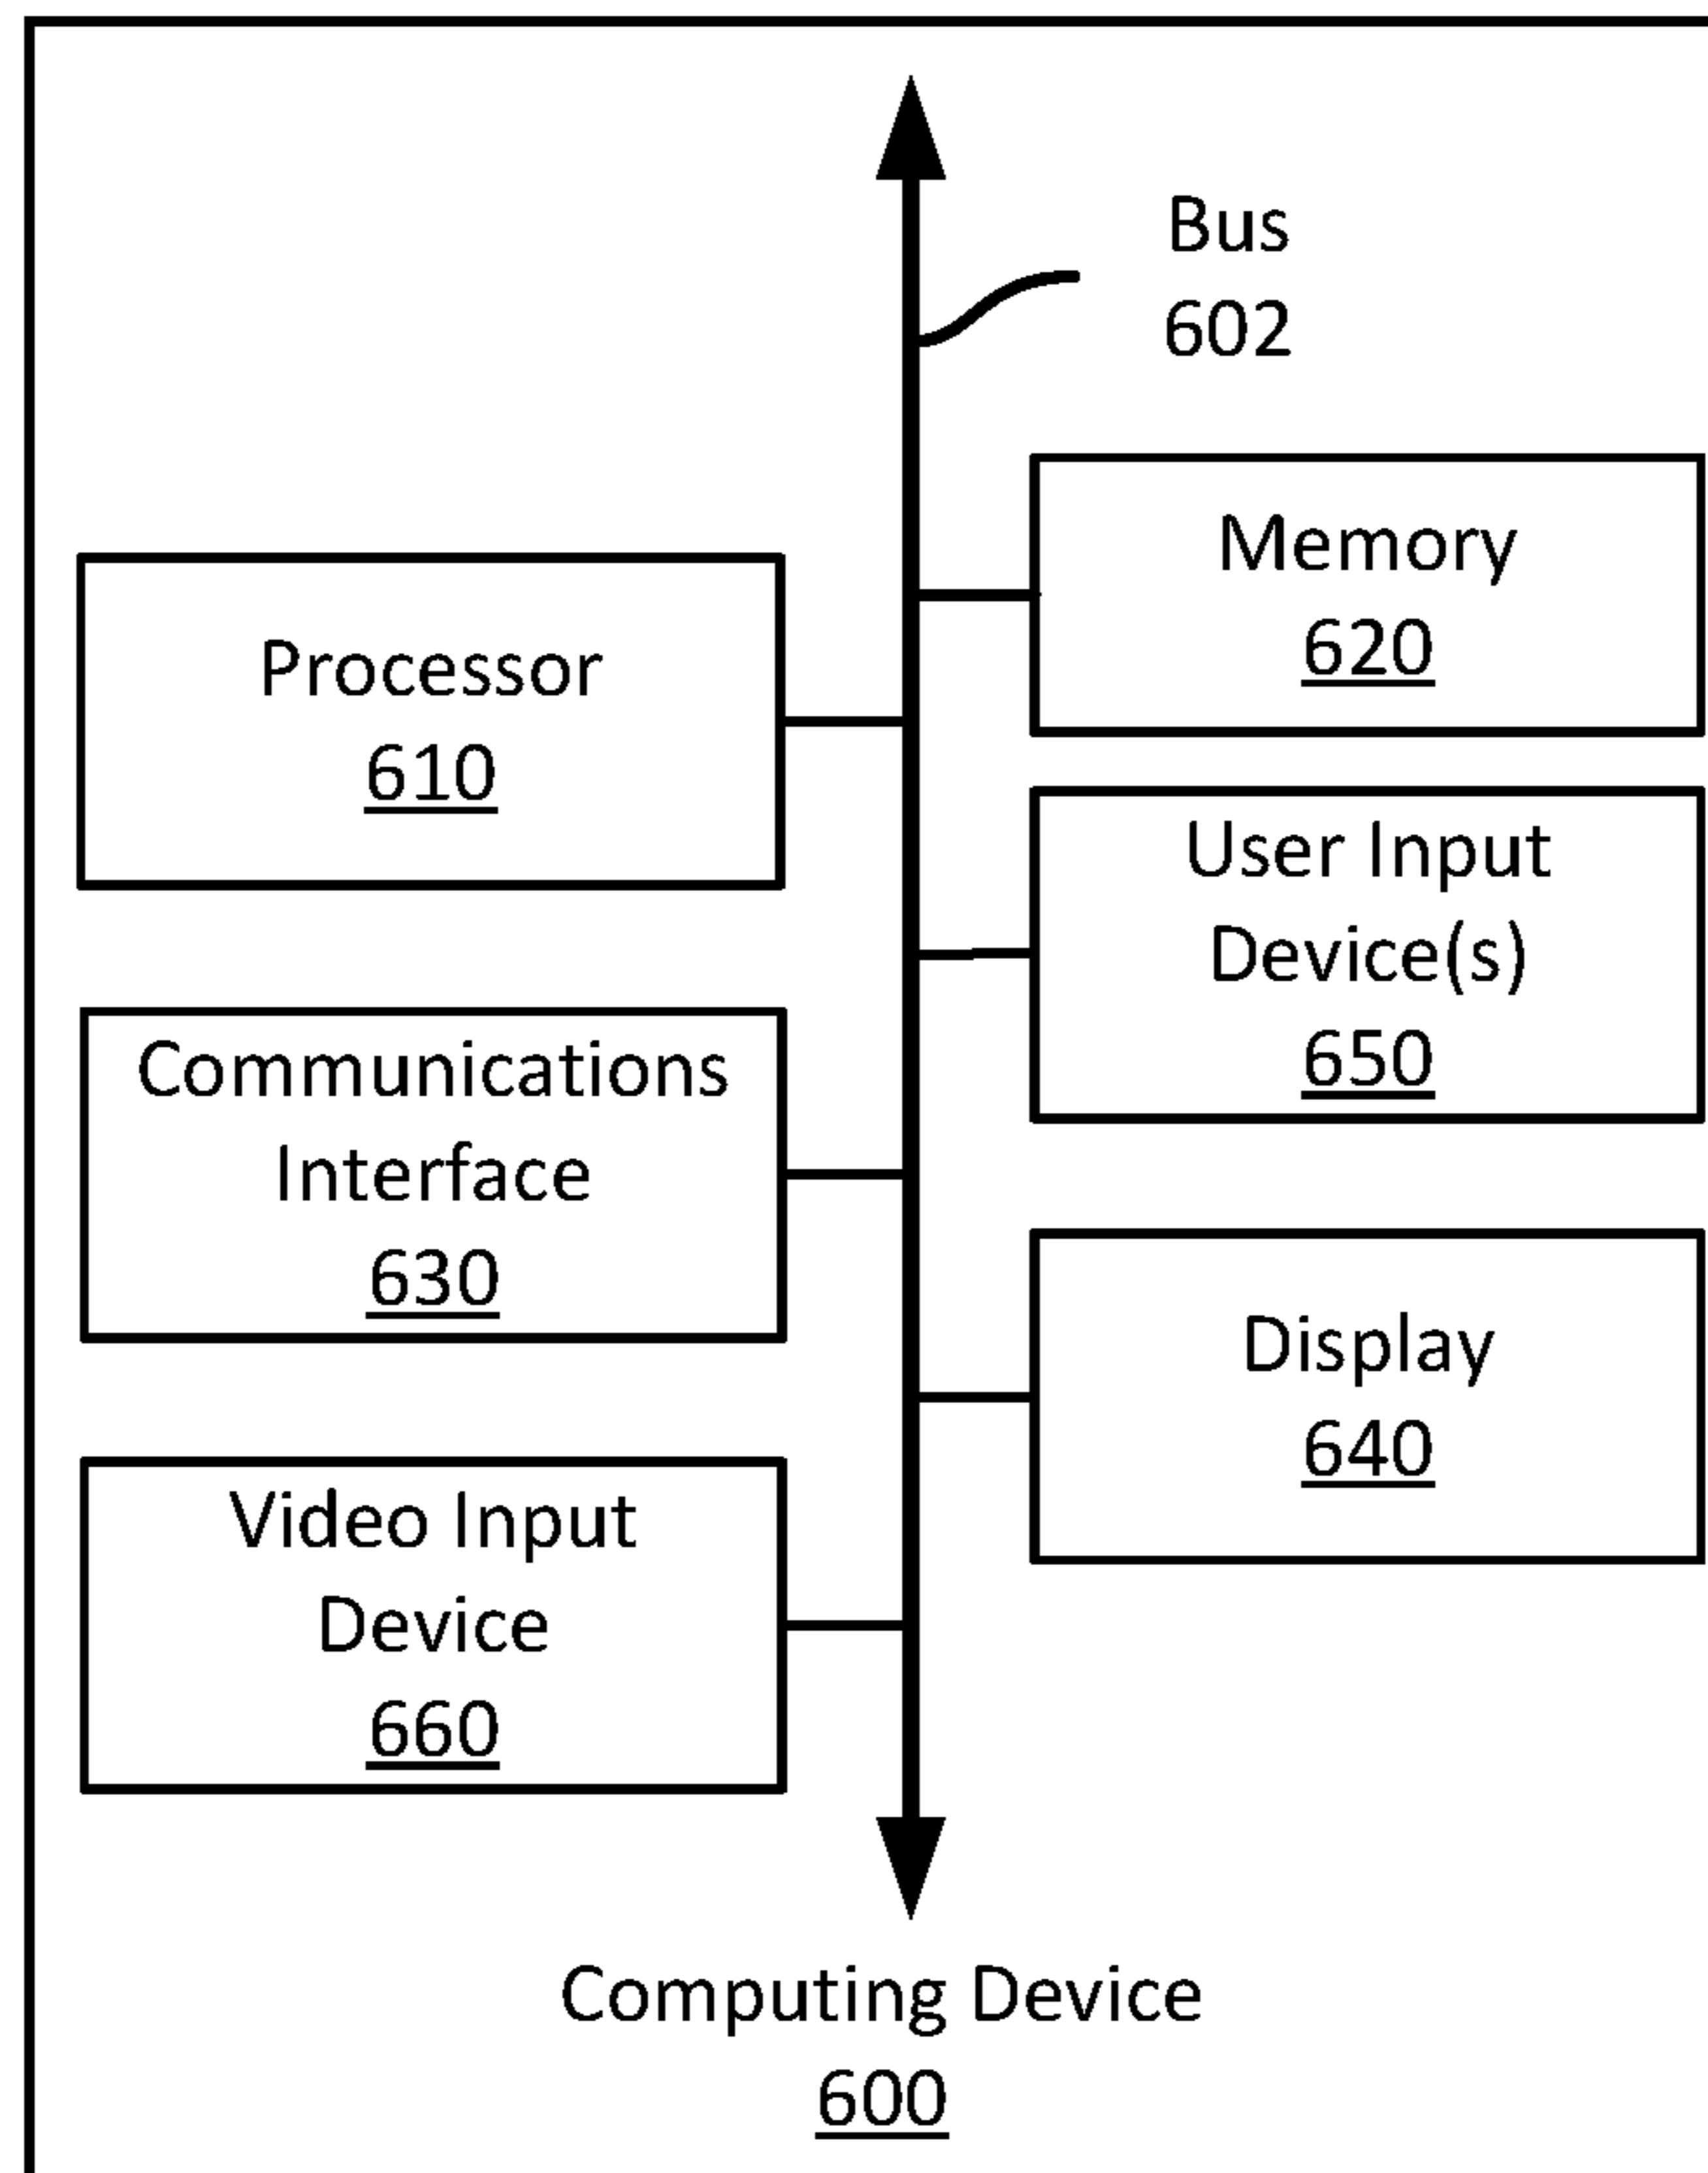 Bus
602
Memory
620
Processor
610
User Input
Device(s)
650
Communications
Interface
630
Display
640
Video Input
Device
660
Computing Device
600